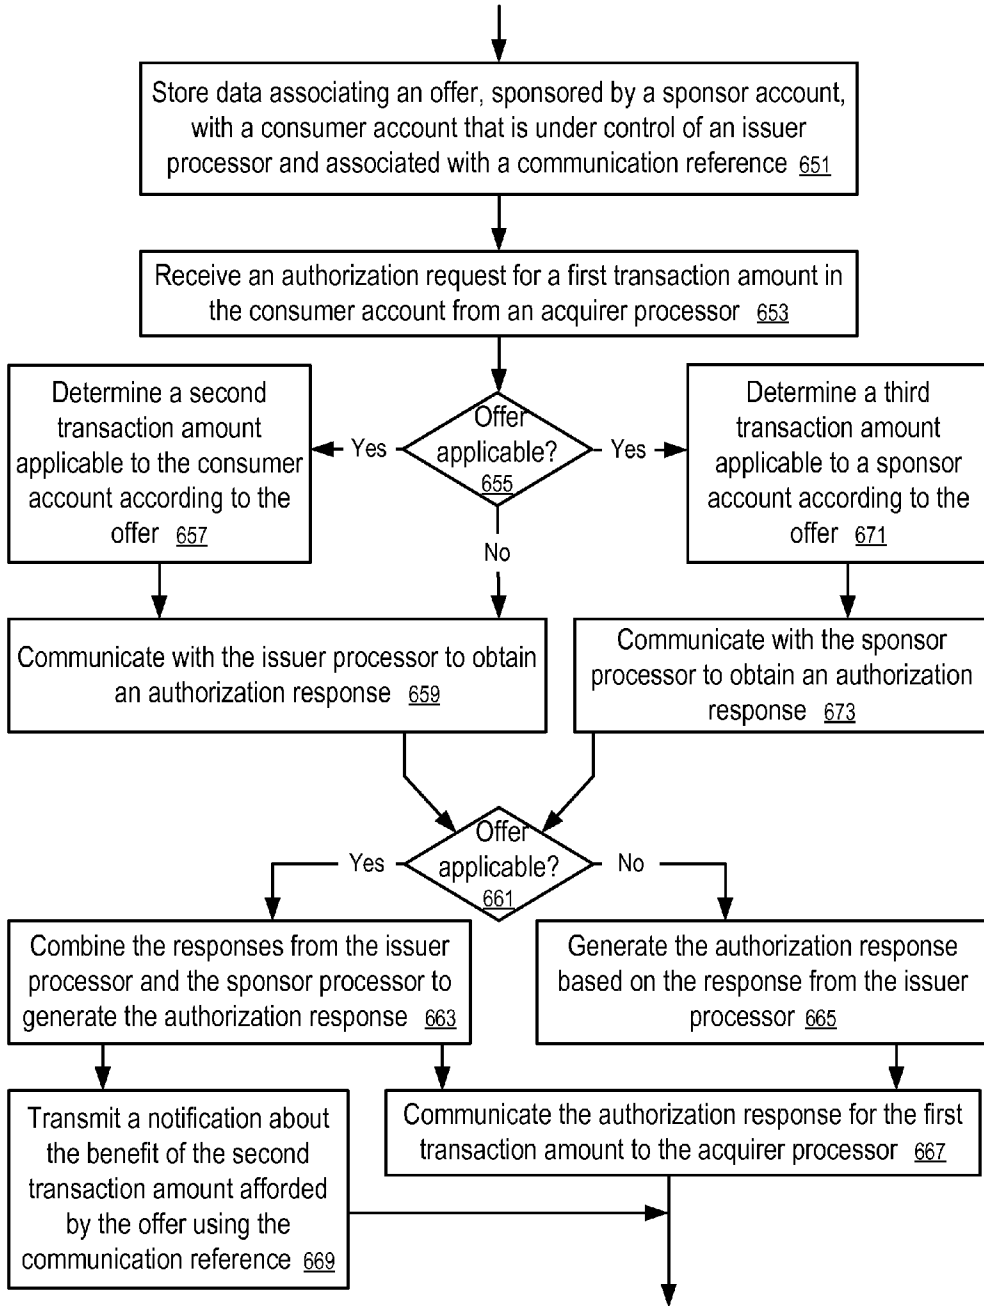 Store data associating an offer, sponsored by a sponsor account,
with a consumer account that is under control of an issuer
processor and associated with a communication reference 651
Receive an authorization request for a first transaction amount in
the consumer account from an acquirer processor 653
Determine a second
transaction amount
applicable to the consumer
account according to the
offer 657
Yes
Offer
applicable?
655
Yes
No
Determine a third
transaction amount
applicable to a sponsor
account according to the
offer 671
Communicate with the issuer processor to obtain
an authorization response 659
Communicate with the sponsor
processor to obtain an authorization
response 673
Yes
Offer
applicable?
661
No
Combine the responses from the issuer
processor and the sponsor processor to
generate the authorization response 663
Generate the authorization response
based on the response from the issuer
processor 665
Transmit a notification about
the benefit of the second
transaction amount afforded
by the offer using the
communication reference 669
Communicate the authorization response for the first
transaction amount to the acquirer processor 667